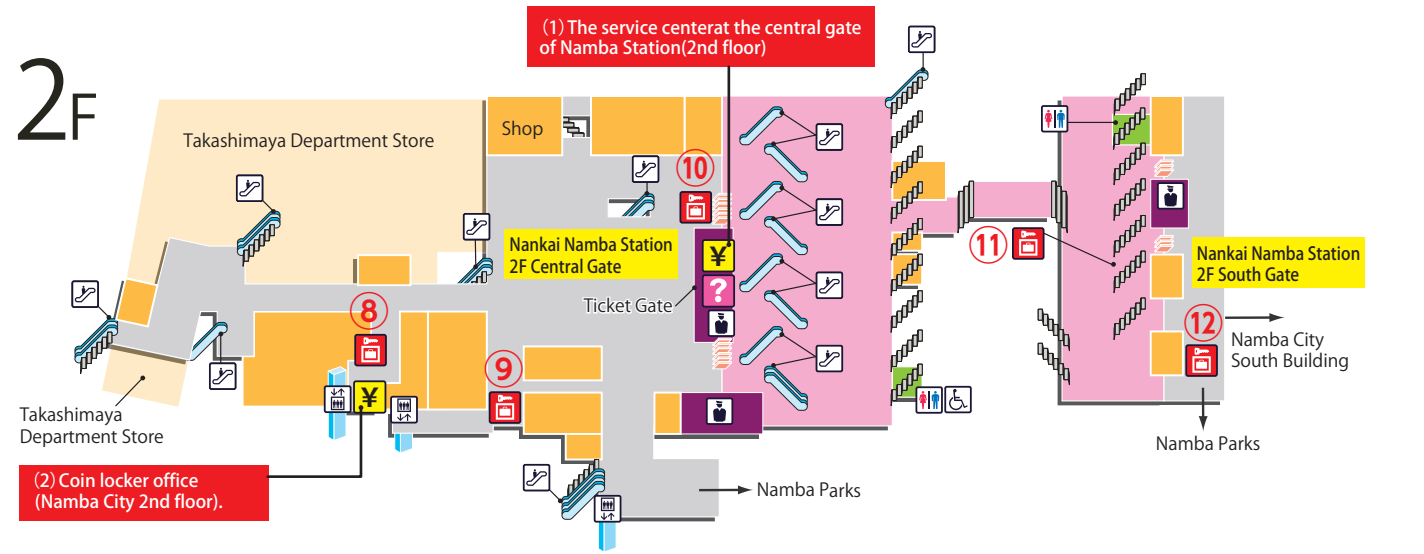 2F
(1) The service centerat the central gate
of Namba Station(2nd floor)
Takashimaya Department Store
Shop
⑩
Nankai Namba Station
2F Central Gate
¥
?
Ticket Gate
⑪
Nankai Namba Station
2F South Gate
⑧
⑨
⑫
Namba City
South Building
¥
Takashimaya
Department Store
Namba Parks
(2) Coin locker office
(Namba City 2nd floor).
Namba Parks